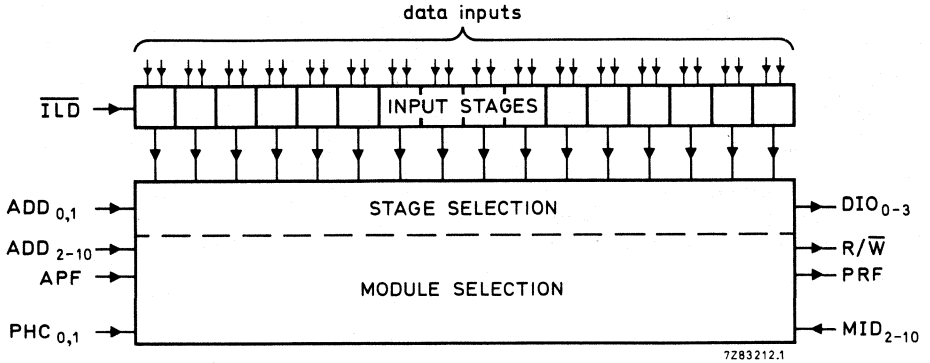 data inputs
ILD
INPUT STAGES
ADD0,1
STAGE SELECTION
DIO0-3
ADD2-10
R/W
APF
PRF
MODULE SELECTION
PHC0,1
MID2-10
7Z83212.1